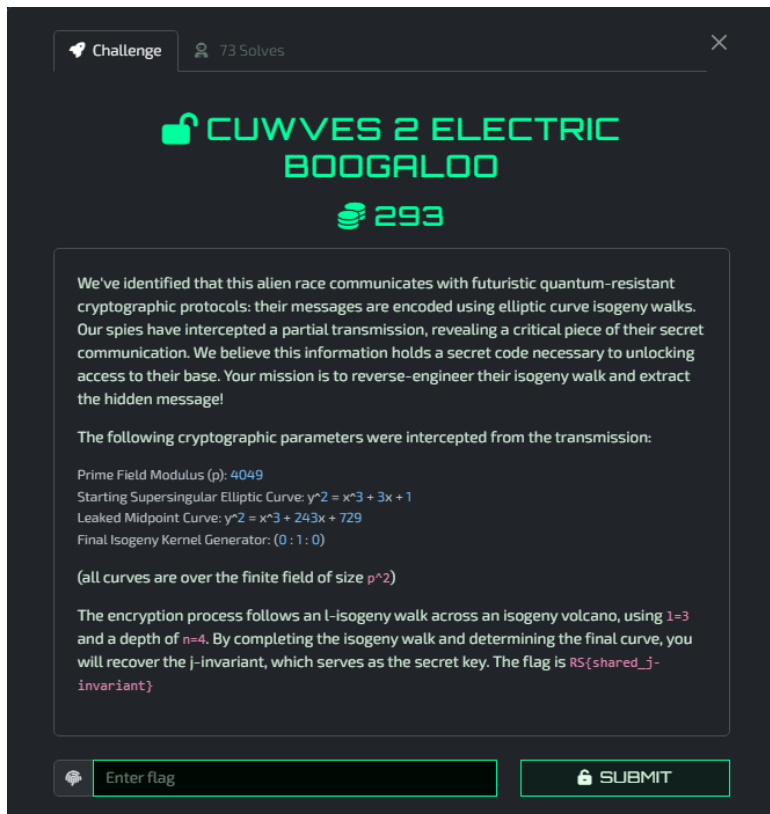 Challenge
73 Solves
CUWVES 2 ELECTRIC
BOOGALOO
293
We've identified that this alien race communicates with futuristic quantum-resistant
cryptographic protocols: their messages are encoded using elliptic curve isogeny walks.
Our spies have intercepted a partial transmission, revealing a critical piece of their secret
communication. We believe this information holds a secret code necessary to unlocking
access to their base. Your mission is to reverse-engineer their isogeny walk and extract
the hidden message!
The following cryptographic parameters were intercepted from the transmission:
Prime Field Modulus (p): 4049
Starting Supersingular Elliptic Curve: y^2 = x^3 + 3x + 1
Leaked Midpoint Curve: y^2 = x^3 + 243x + 729
Final Isogeny Kernel Generator: (0 : 1 : 0)
(all curves are over the finite field of size p^2)
The encryption process follows an l-isogeny walk across an isogeny volcano, using l=3
and a depth of n=4. By completing the isogeny walk and determining the final curve, you
will recover the j-invariant, which serves as the secret key. The flag is RS{shared_j-
invariant}
Enter flag
SUBMIT